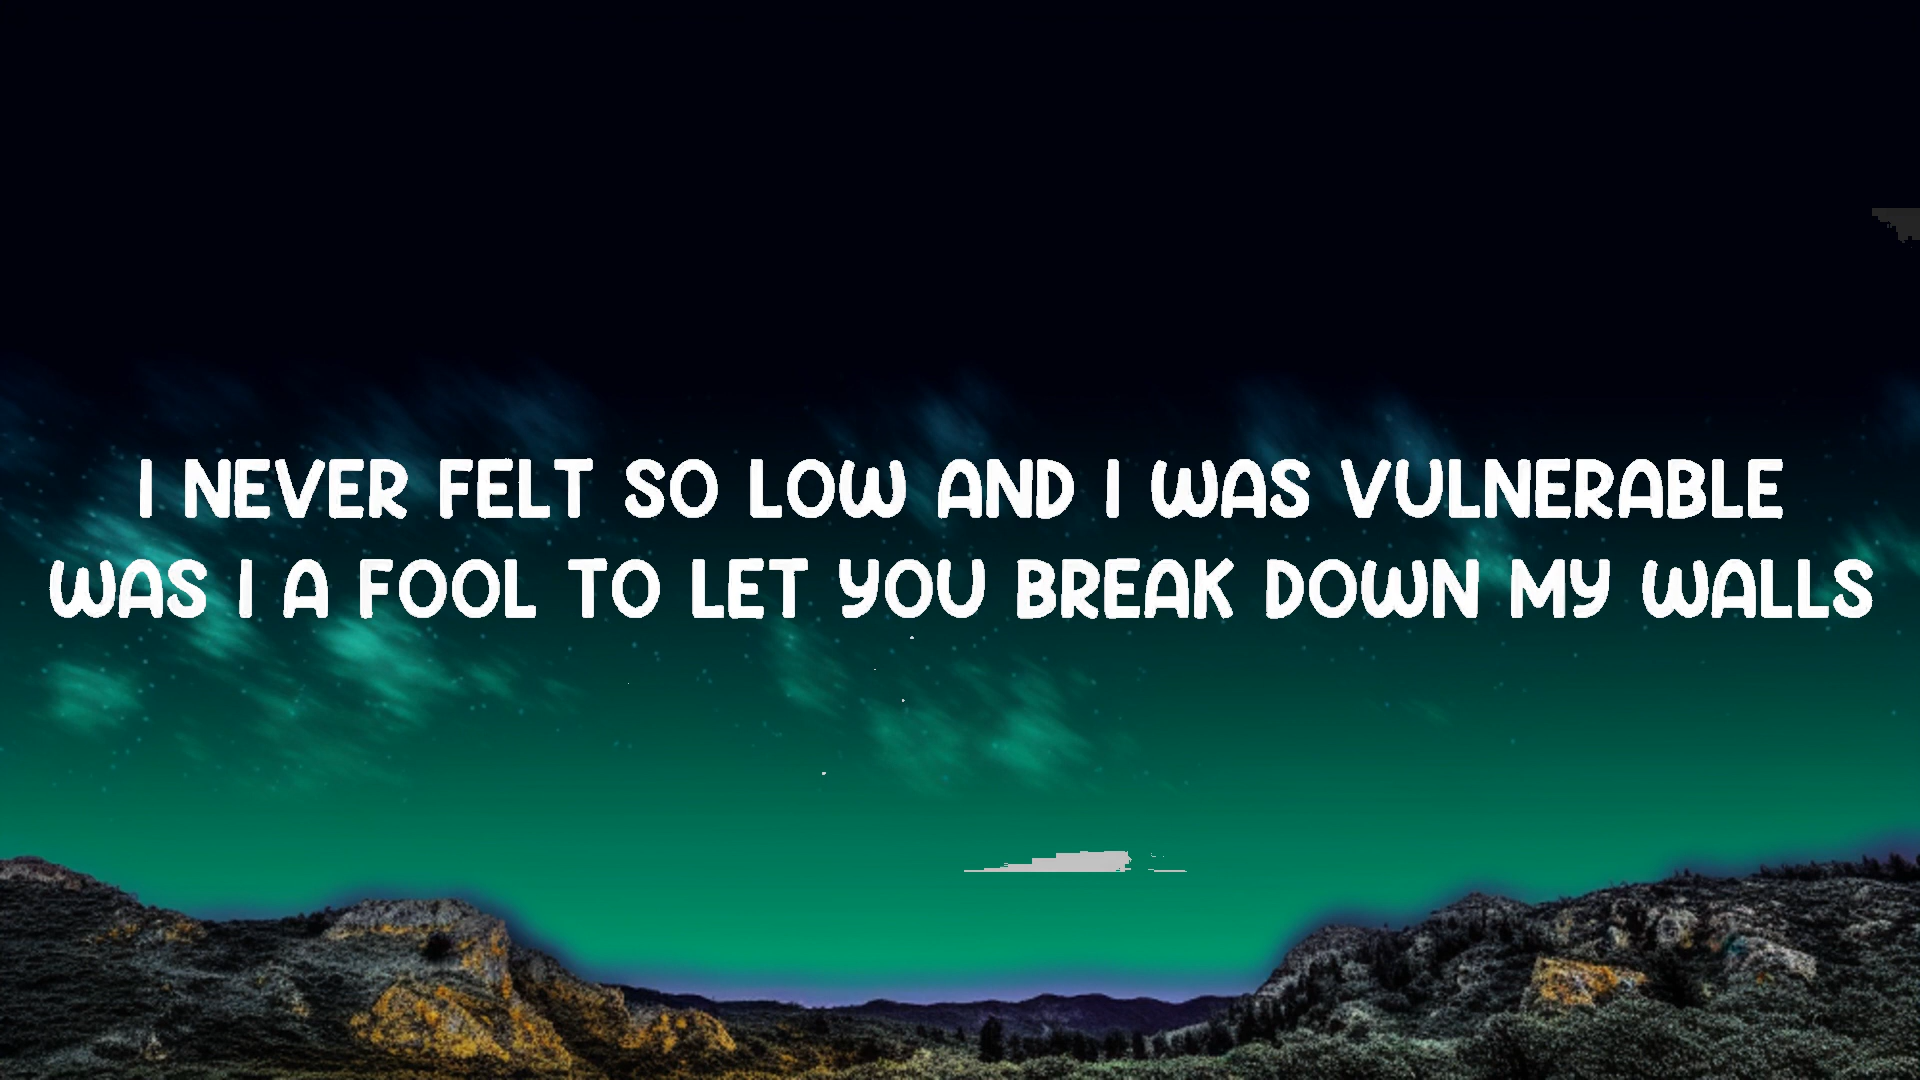 I NEVER FELT SO LOW AND I WAS VULNERABLE
WAS I A FOOL TO LET YOU BREAK DOWN MY WALLS